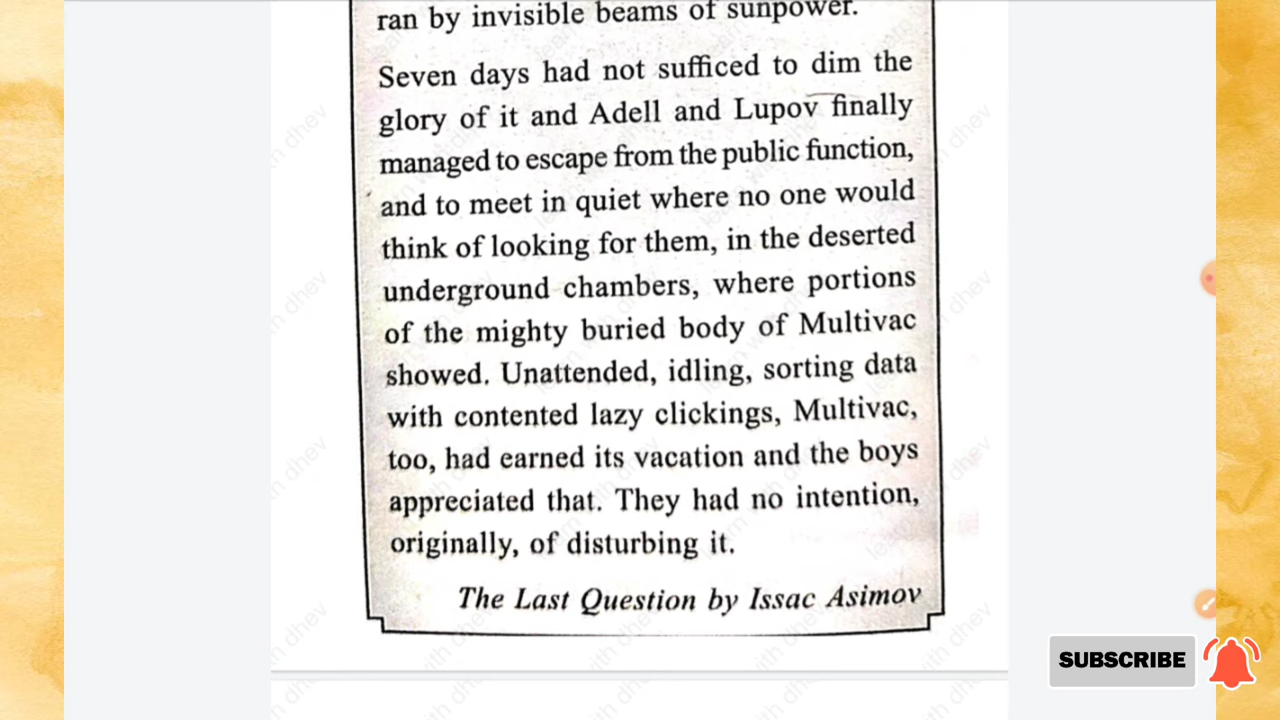 ran by invisible beams of sunpower.
Seven days had not sufficed to dim the
glory of it and Adell and Lupov finally
managed to escape from the public function,
and to meet in quiet where no one would
think of looking for them, in the deserted
underground chambers, where portions
of the mighty buried body of Multivac
showed. Unattended, idling, sorting data
with contented lazy clickings, Multivac,
too, had earned its vacation and the boys
appreciated that. They had no intention,
originally, of disturbing it.
The Last Question by Issac Asimov
SUBSCRIBE